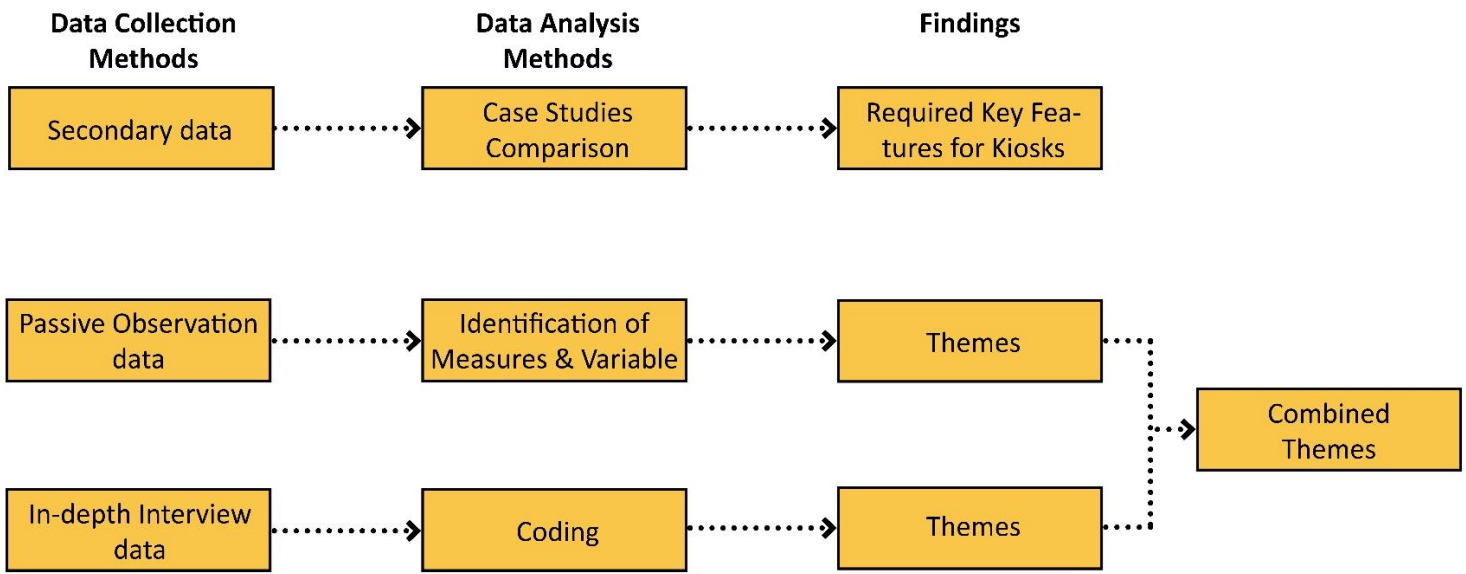 Data Collection
Methods
Data Analysis
Methods
Findings
Secondary data
Case Studies
Comparison
Required Key Fea-
tures for Kiosks
Passive Observation
data
Identification of
Measures & Variable
Themes
Combined
Themes
In-depth Interview
data
Coding
Themes